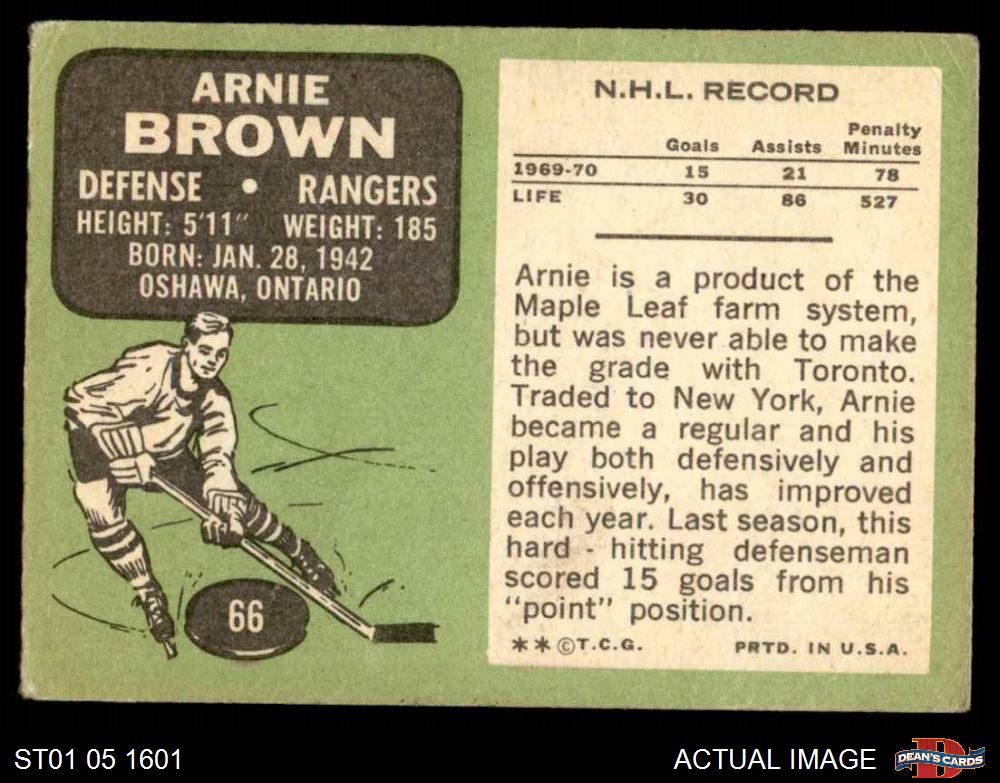 ARNIE
BROWN
DEFENSE • RANGERS
HEIGHT: 5'11" WEIGHT: 185
BORN: JAN. 28, 1942
OSHAWA, ONTARIO
66
N.H.L. RECORD
Goals Assists Penalty Minutes
1969-70 15 21 78
LIFE 30 86 527
Arnie is a product of the
Maple Leaf farm system,
but was never able to make
the grade with Toronto.
Traded to New York, Arnie
became a regular and his
play both defensively and
offensively, has improved
each year. Last season, this
hard - hitting defenseman
scored 15 goals from his
"point" position.
**©T.C.G. PRTD. IN U.S.A.
ST01 05 1601
ACTUAL IMAGE
D
DEAN'S CARDS